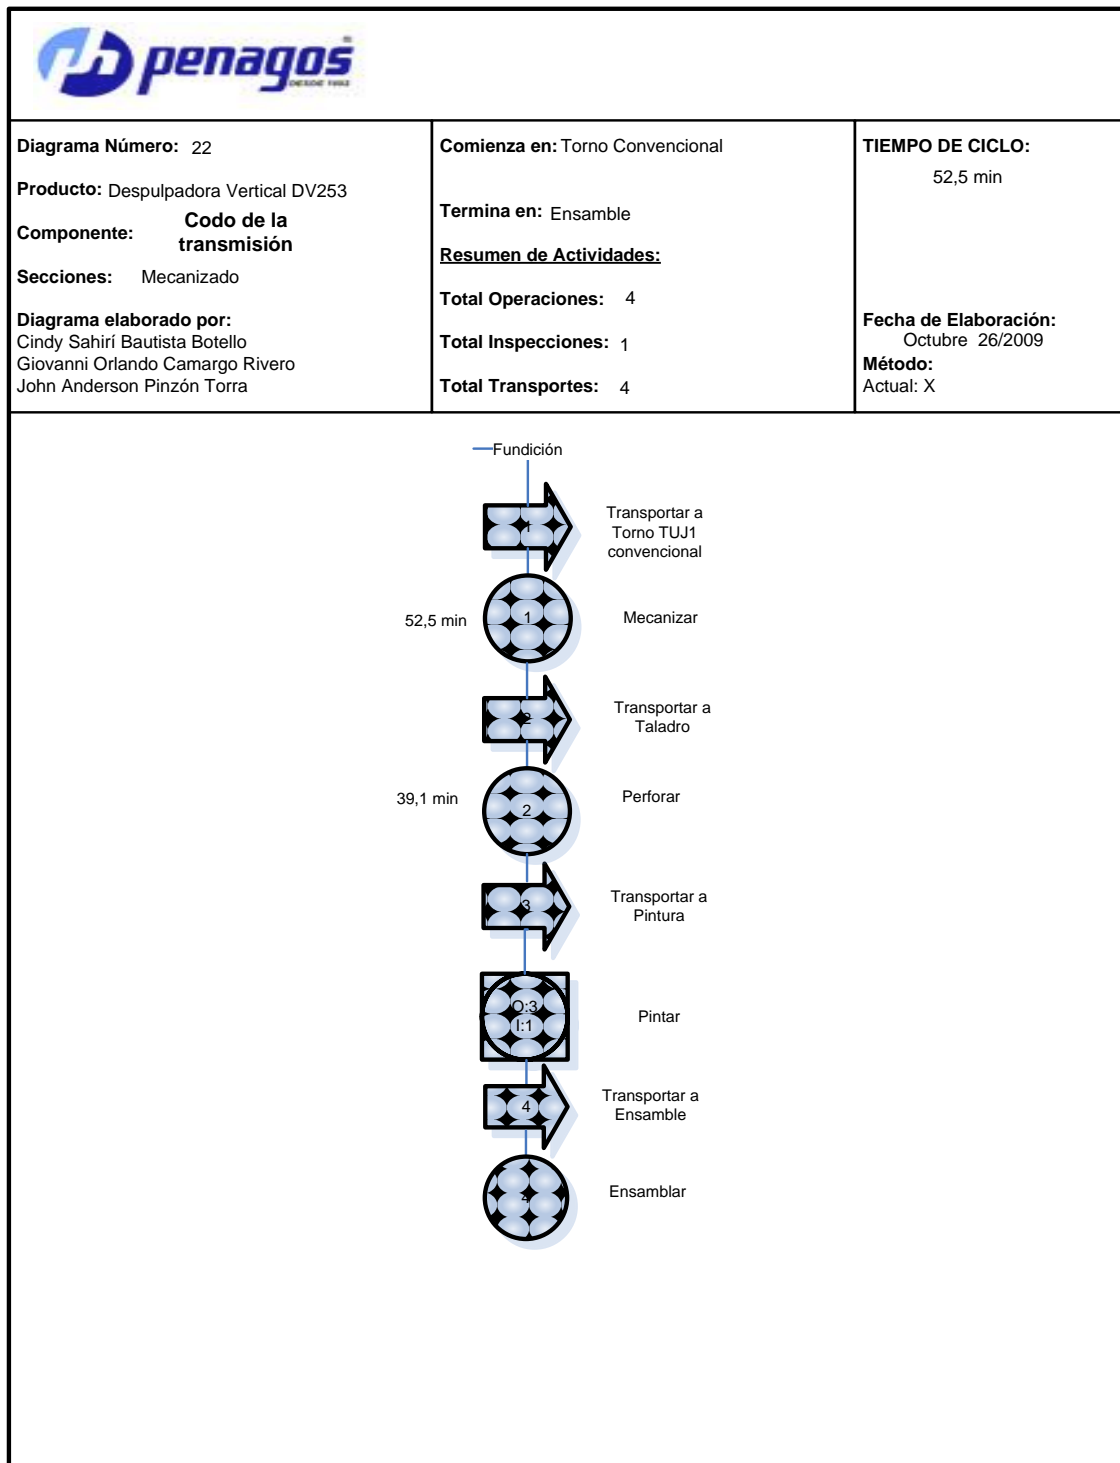 penagos
DESDE 1892
Diagrama Número: 22
Producto: Despulpadora Vertical DV253
Componente: Codo de la
transmisión
Secciones: Mecanizado
Diagrama elaborado por:
Cindy Sahirí Bautista Botello
Giovanni Orlando Camargo Rivero
John Anderson Pinzón Torra
Comienza en: Torno Convencional
Termina en: Ensamble
Resumen de Actividades:
Total Operaciones: 4
Total Inspecciones: 1
Total Transportes: 4
TIEMPO DE CICLO:
52,5 min
Fecha de Elaboración:
Octubre 26/2009
Método:
Actual: X
Fundición
1
Transportar a
Torno TUJ1
convencional
52,5 min
1
Mecanizar
2
Transportar a
Taladro
39,1 min
2
Perforar
3
Transportar a
Pintura
O:3
I:1
Pintar
4
Transportar a
Ensamble
4
Ensamblar